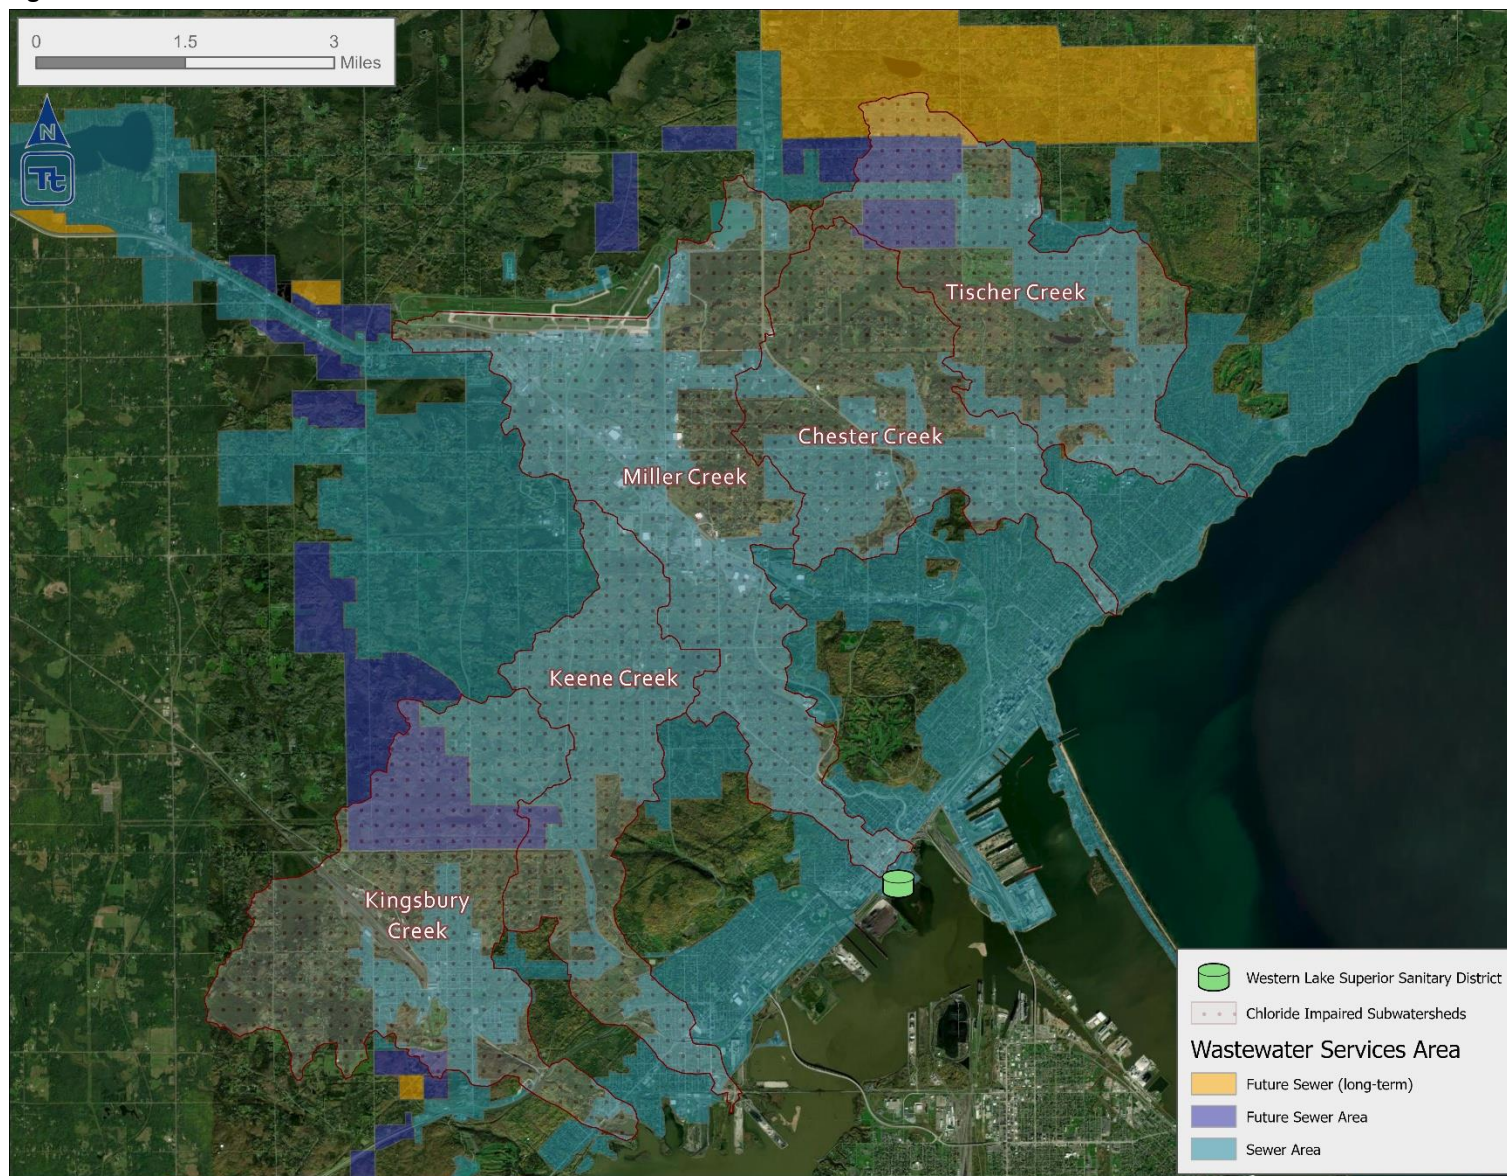 0 1.5 3
Miles
N
Tt
Tischer Creek
Chester Creek
Miller Creek
Keene Creek
Kingsbury
Creek
Western Lake Superior Sanitary District
Chloride Impaired Subwatersheds
Wastewater Services Area
Future Sewer (long-term)
Future Sewer Area
Sewer Area